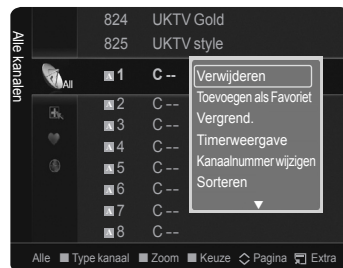 Alle kanalen
824 UKTV Gold
825 UKTV style
All
A 1 C --
A 2 C --
A 3 C --
A 4 C --
A 5 C --
A 6 C --
A 7 C --
A 8 C --
Verwijderen
Toevoegen als Favoriet
Vergrend.
Timerweergave
Kanaalnummer wijzigen
Sorteren
Alle Type kanaal Zoom Keuze Pagina Extra